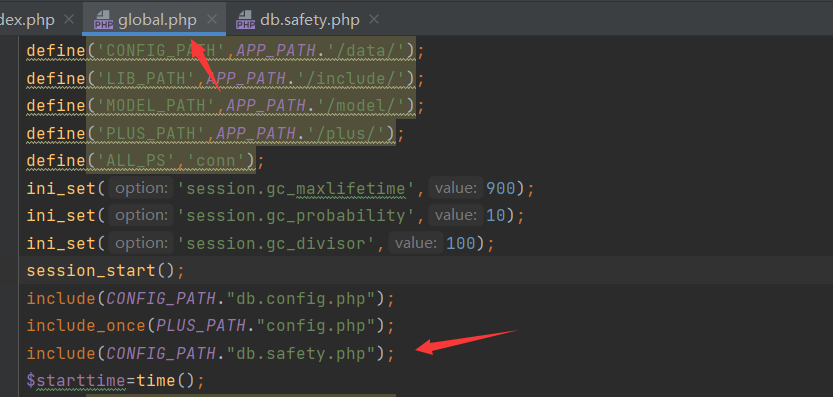 dex.php × PHP global.php × PHP db.safety.php ×
define('CONFIG_PATH',APP_PATH.'/data/');
define('LIB_PATH',APP_PATH.'/include/');
define('MODEL_PATH',APP_PATH.'/model/');
define('PLUS_PATH',APP_PATH.'/plus/');
define('ALL_PS','conn');
ini_set( option: 'session.gc_maxlifetime', value: 900);
ini_set( option: 'session.gc_probability', value: 10);
ini_set( option: 'session.gc_divisor', value: 100);
session_start();
include(CONFIG_PATH."db.config.php");
include_once(PLUS_PATH."config.php");
include(CONFIG_PATH."db.safety.php");
$starttime=time();